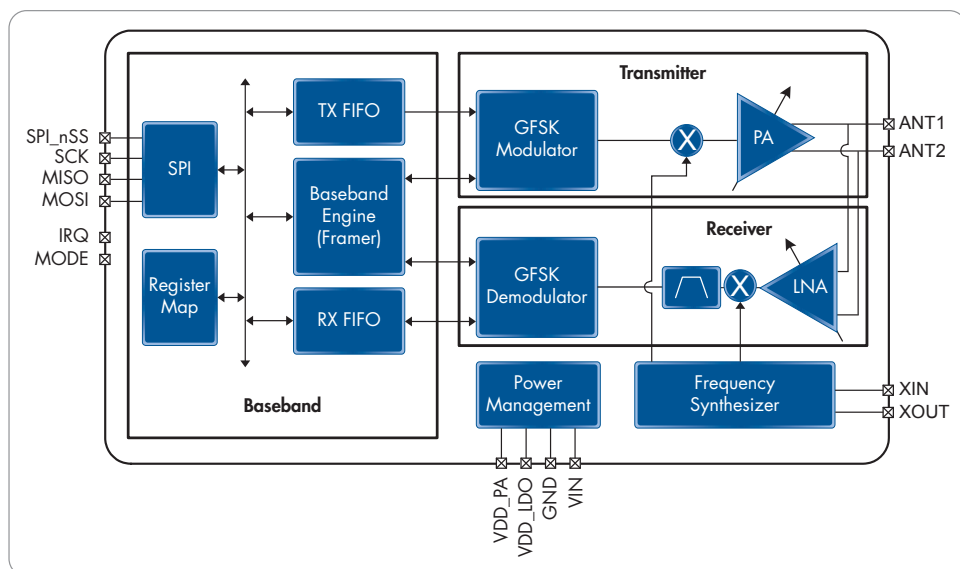 Transmitter
TX FIFO
GFSK
Modulator
X
PA
ANT1
ANT2
SPI_nSS
SCK
MISO
MOSI
SPI
Baseband
Engine
(Framer)
IRQ
MODE
Register
Map
RX FIFO
Baseband
Receiver
GFSK
Demodulator
X
LNA
Power
Management
Frequency
Synthesizer
XIN
XOUT
VDD_PA
VDD_LDO
GND
VIN